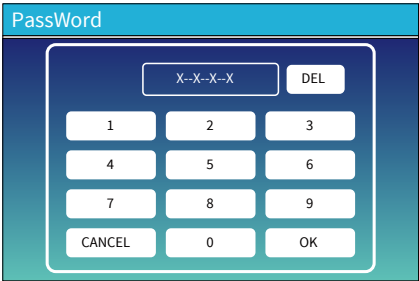 PassWord
X--X--X--X DEL
1 2 3
4 5 6
7 8 9
CANCEL 0 OK